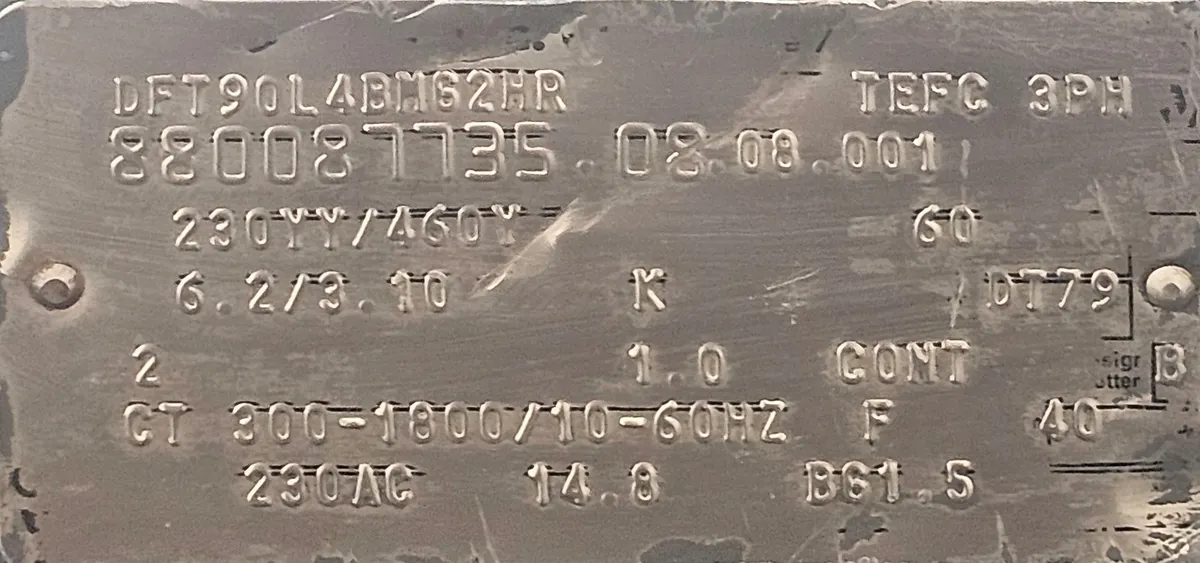 DFT90L4BMG2HR TEFC 3PH
880087735.08.08.001
230YY/460Y 60
6.2/3.10 K DT79
2 1.0 CONT B
CT 300-1800/10-60HZ F 40
230AC 14.8 BG1.5